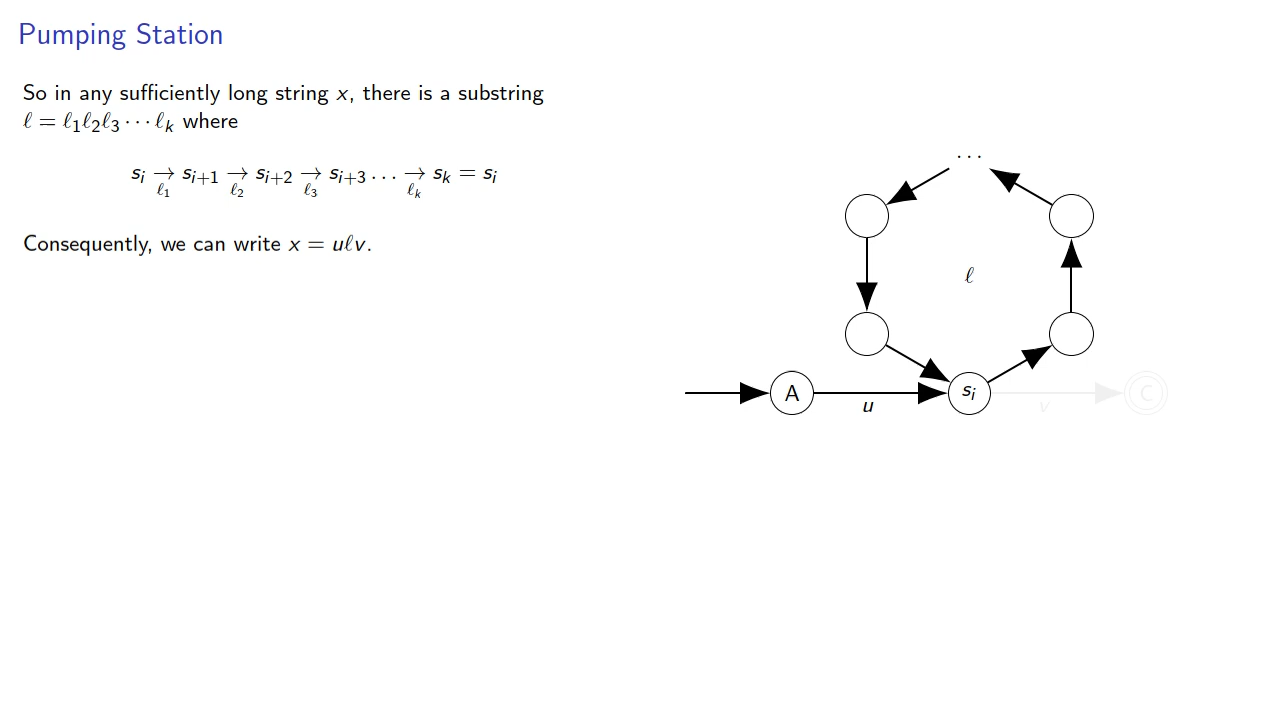 Pumping Station
So in any sufficiently long string x, there is a substring
ℓ = ℓ₁ℓ₂ℓ₃ ⋯ ℓₖ where
sᵢ →ℓ₁ sᵢ₊₁ →ℓ₂ sᵢ₊₂ →ℓ₃ sᵢ₊₃ … →ℓₖ sₖ = sᵢ
Consequently, we can write x = uℓv.
…
ℓ
A
u
sᵢ
v
C